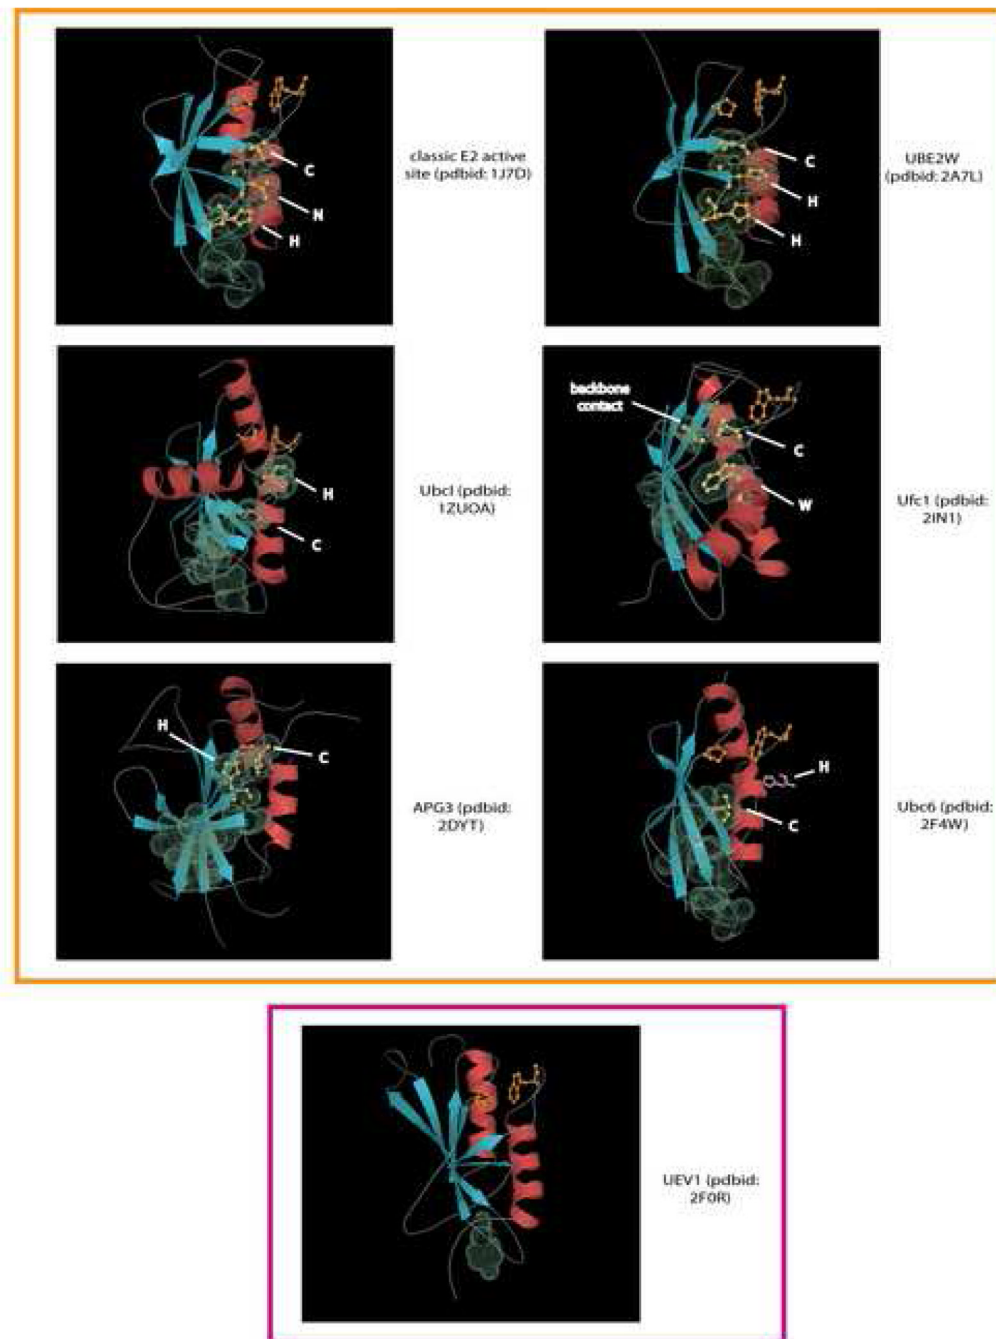 classic E2 active
site (pdbid: 1J7D)
C
N
H
UBE2W
(pdbid: 2A7L)
C
H
H
Ubcl (pdbid:
1ZUOA)
H
C
backbone
contact
C
W
Ufc1 (pdbid:
2IN1)
H
C
APG3 (pdbid:
2DYT)
H
C
Ubc6 (pdbid:
2F4W)
UEV1 (pdbid:
2F0R)